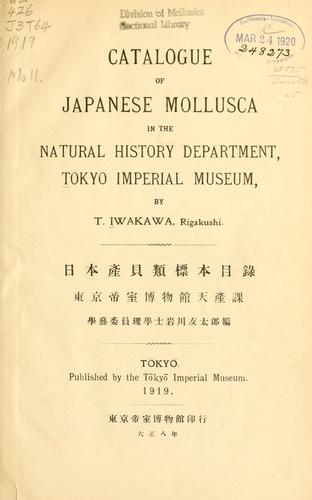 426
J3T64
1919
Moll.
Division of Mollusks
Sectional Library
MAR 24 1920
248273
CATALOGUE
OF
JAPANESE MOLLUSCA
IN THE
NATURAL HISTORY DEPARTMENT,
TOKYO IMPERIAL MUSEUM,
BY
T. IWAKAWA, Rigakushi.
日本產貝類標本目錄
東京帝室博物館天產課
學藝委員理學士岩川友太郎編
TOKYO.
Published by the Tōkyō Imperial Museum.
1919.
東京帝室博物館印行
大正八年